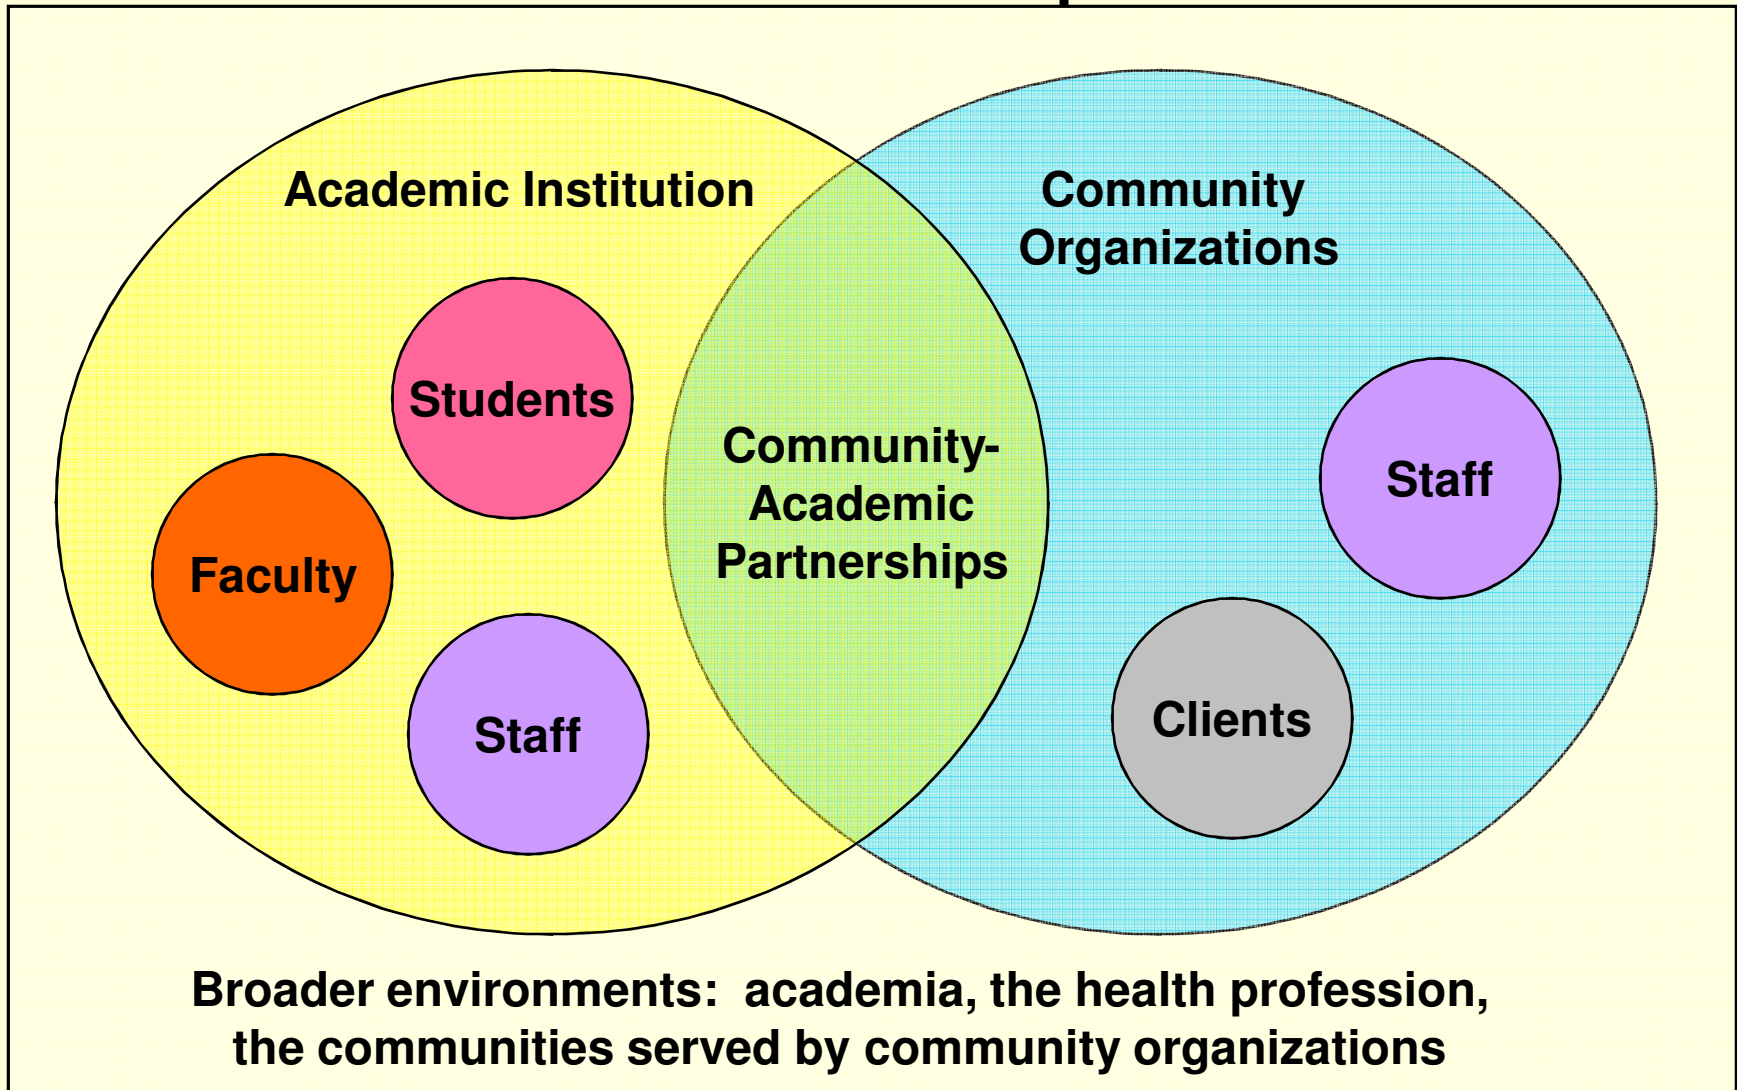 Academic Institution
Community
Organizations
Students
Community-
Academic
Partnerships
Staff
Faculty
Staff
Clients
Broader environments:  academia, the health profession,
the communities served by community organizations